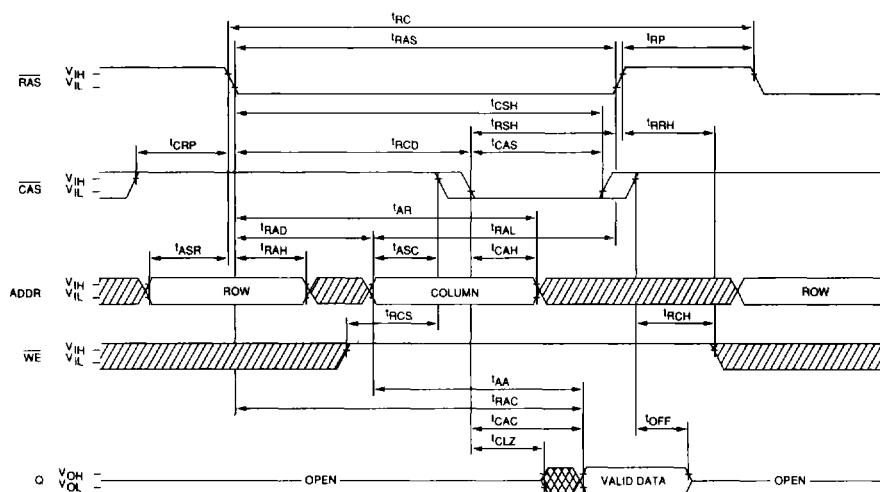 tRC
tRAS
tRP
RAS
VIH
VIL
tCSH
tRSH
tRRH
tCRP
tRCD
tCAS
CAS
VIH
VIL
tAR
tRAD
tRAL
tASR
tRAH
tASC
tCAH
ADDR
VIH
VIL
ROW
COLUMN
ROW
tRCS
tRCH
WE
VIH
VIL
tAA
tRAC
tCAC
tOFF
tCLZ
Q
VOH
VOL
OPEN
VALID DATA
OPEN